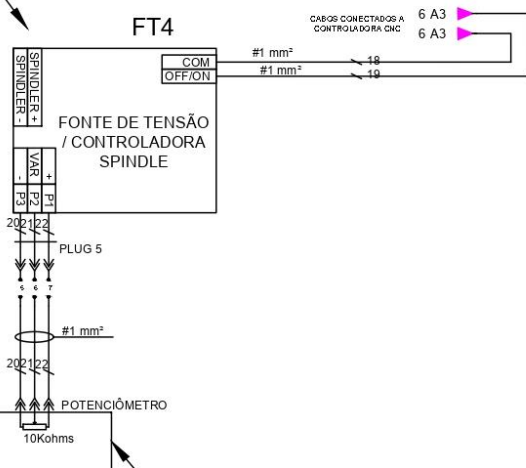 FT4
CABOS CONECTADOS A
CONTROLADORA CNC
6 A3
6 A3
COM
OFF/ON
#1 mm²
18
#1 mm²
19
SPINDLER -
SPINDLER +
FONTE DE TENSÃO
/ CONTROLADORA
SPINDLE
-
VAR
+
P3
P2
P1
20
21
22
PLUG 5
5
6
7
#1 mm²
20
21
22
POTENCIÔMETRO
10Kohms